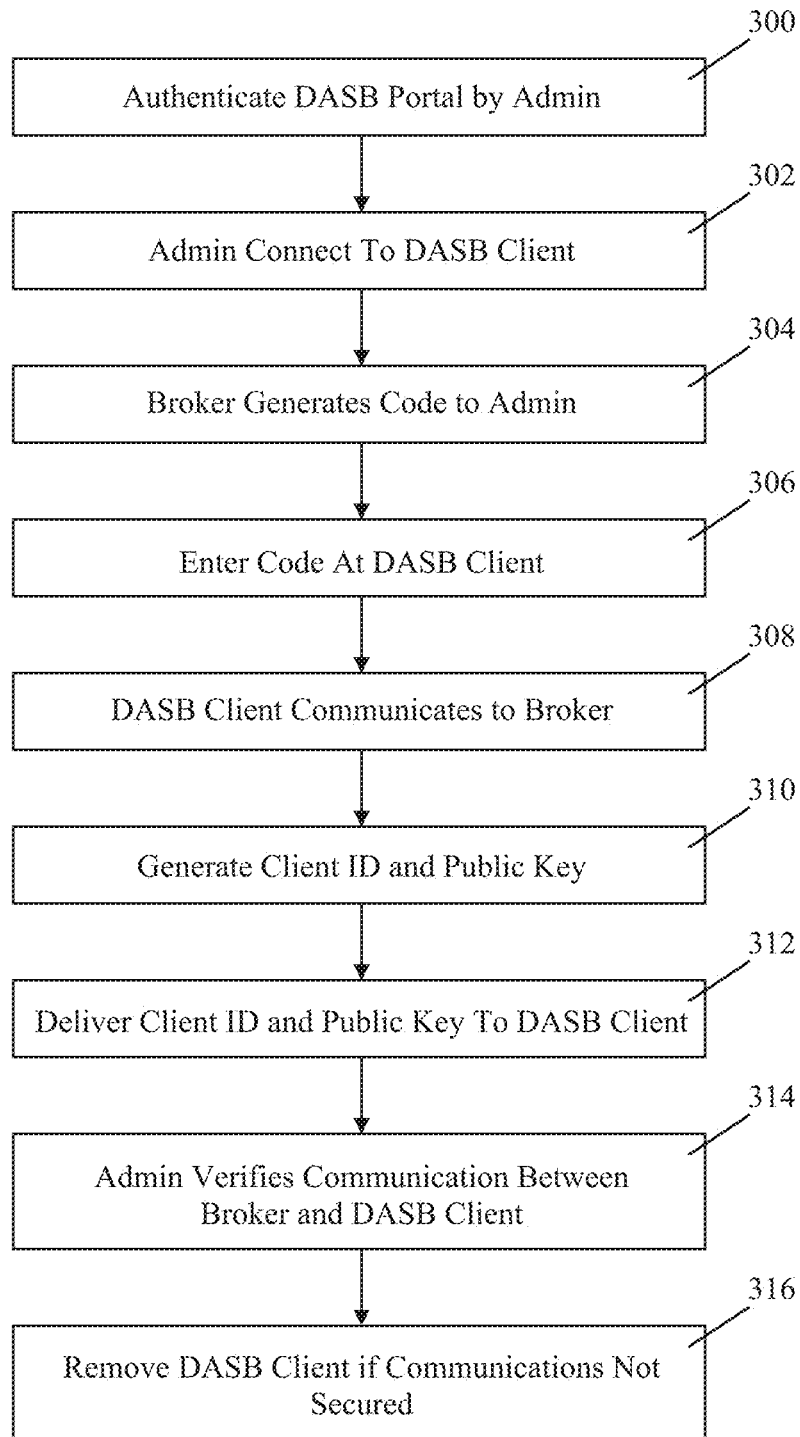 300
Authenticate DASB Portal by Admin
302
Admin Connect To DASB Client
304
Broker Generates Code to Admin
306
Enter Code At DASB Client
308
DASB Client Communicates to Broker
310
Generate Client ID and Public Key
312
Deliver Client ID and Public Key To DASB Client
314
Admin Verifies Communication Between
Broker and DASB Client
316
Remove DASB Client if Communications Not
Secured